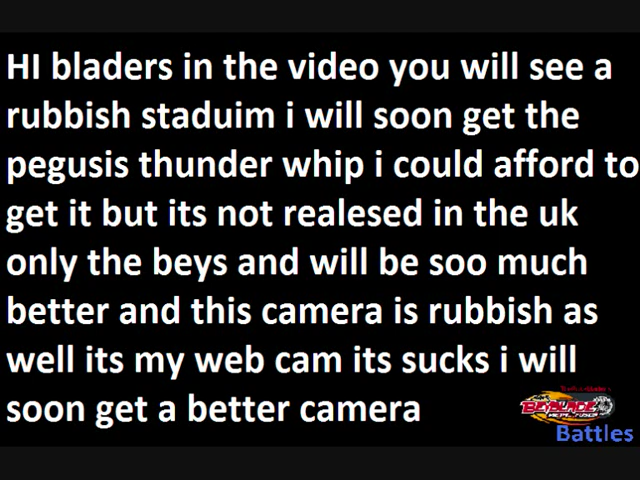 HI bladers in the video you will see a
rubbish staduim i will soon get the
pegusis thunder whip i could afford to
get it but its not realesed in the uk
only the beys and will be soo much
better and this camera is rubbish as
well its my web cam its sucks i will
soon get a better camera
BEYBLADE
Battles